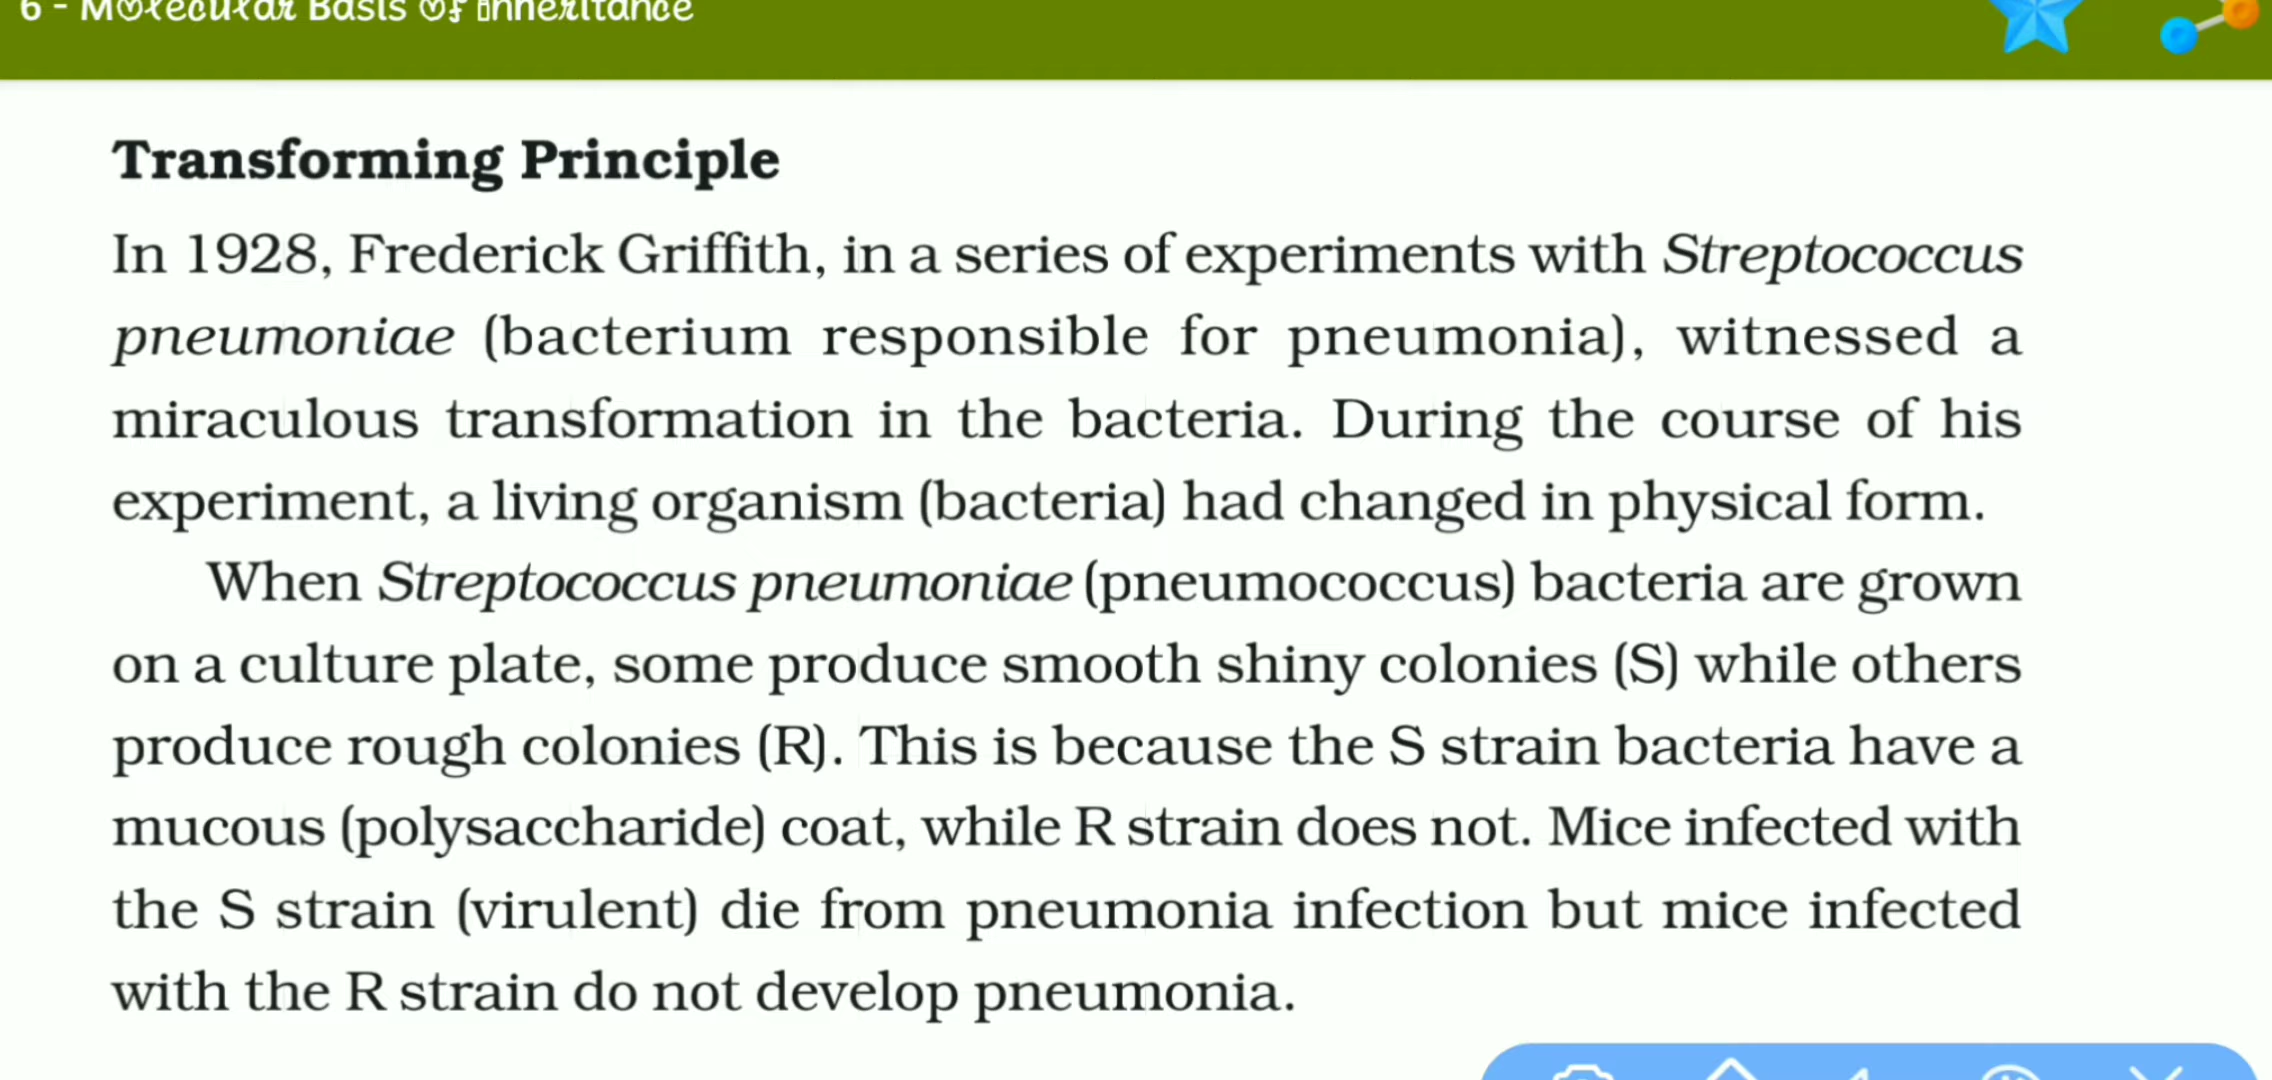 6 - Molecular Basis Of Inheritance
Transforming Principle
In 1928, Frederick Griffith, in a series of experiments with Streptococcus
pneumoniae (bacterium responsible for pneumonia), witnessed a
miraculous transformation in the bacteria. During the course of his
experiment, a living organism (bacteria) had changed in physical form.
When Streptococcus pneumoniae (pneumococcus) bacteria are grown
on a culture plate, some produce smooth shiny colonies (S) while others
produce rough colonies (R). This is because the S strain bacteria have a
mucous (polysaccharide) coat, while R strain does not. Mice infected with
the S strain (virulent) die from pneumonia infection but mice infected
with the R strain do not develop pneumonia.